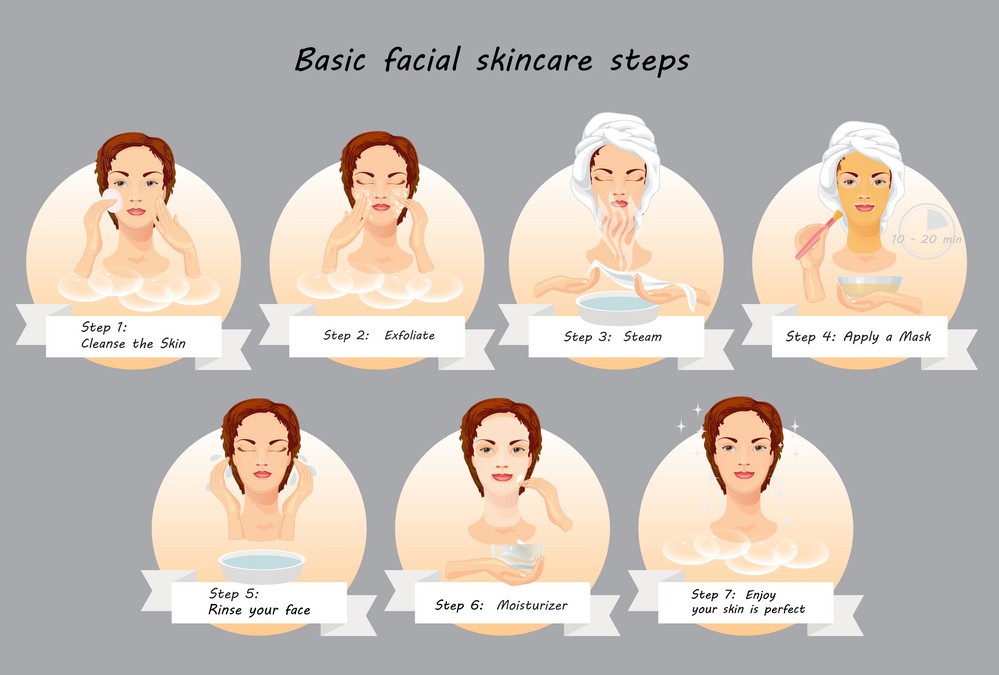 Basic facial skincare steps
10 - 20 min
Step 1:
Cleanse the Skin
Step 2: Exfoliate
Step 3: Steam
Step 4: Apply a Mask
Step 5:
Rinse your face
Step 6: Moisturizer
Step 7: Enjoy
your skin is perfect